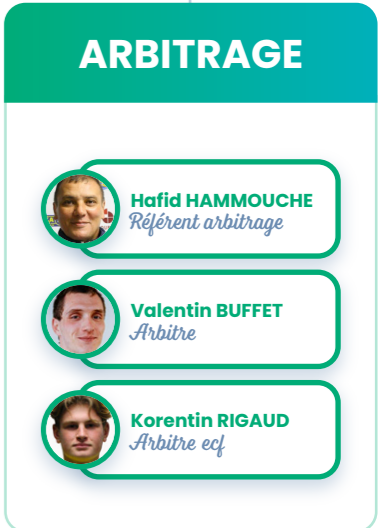 ARBITRAGE
Hafid HAMMOUCHE
Référent arbitrage
Valentin BUFFET
Arbitre
Korentin RIGAUD
Arbitre ecf